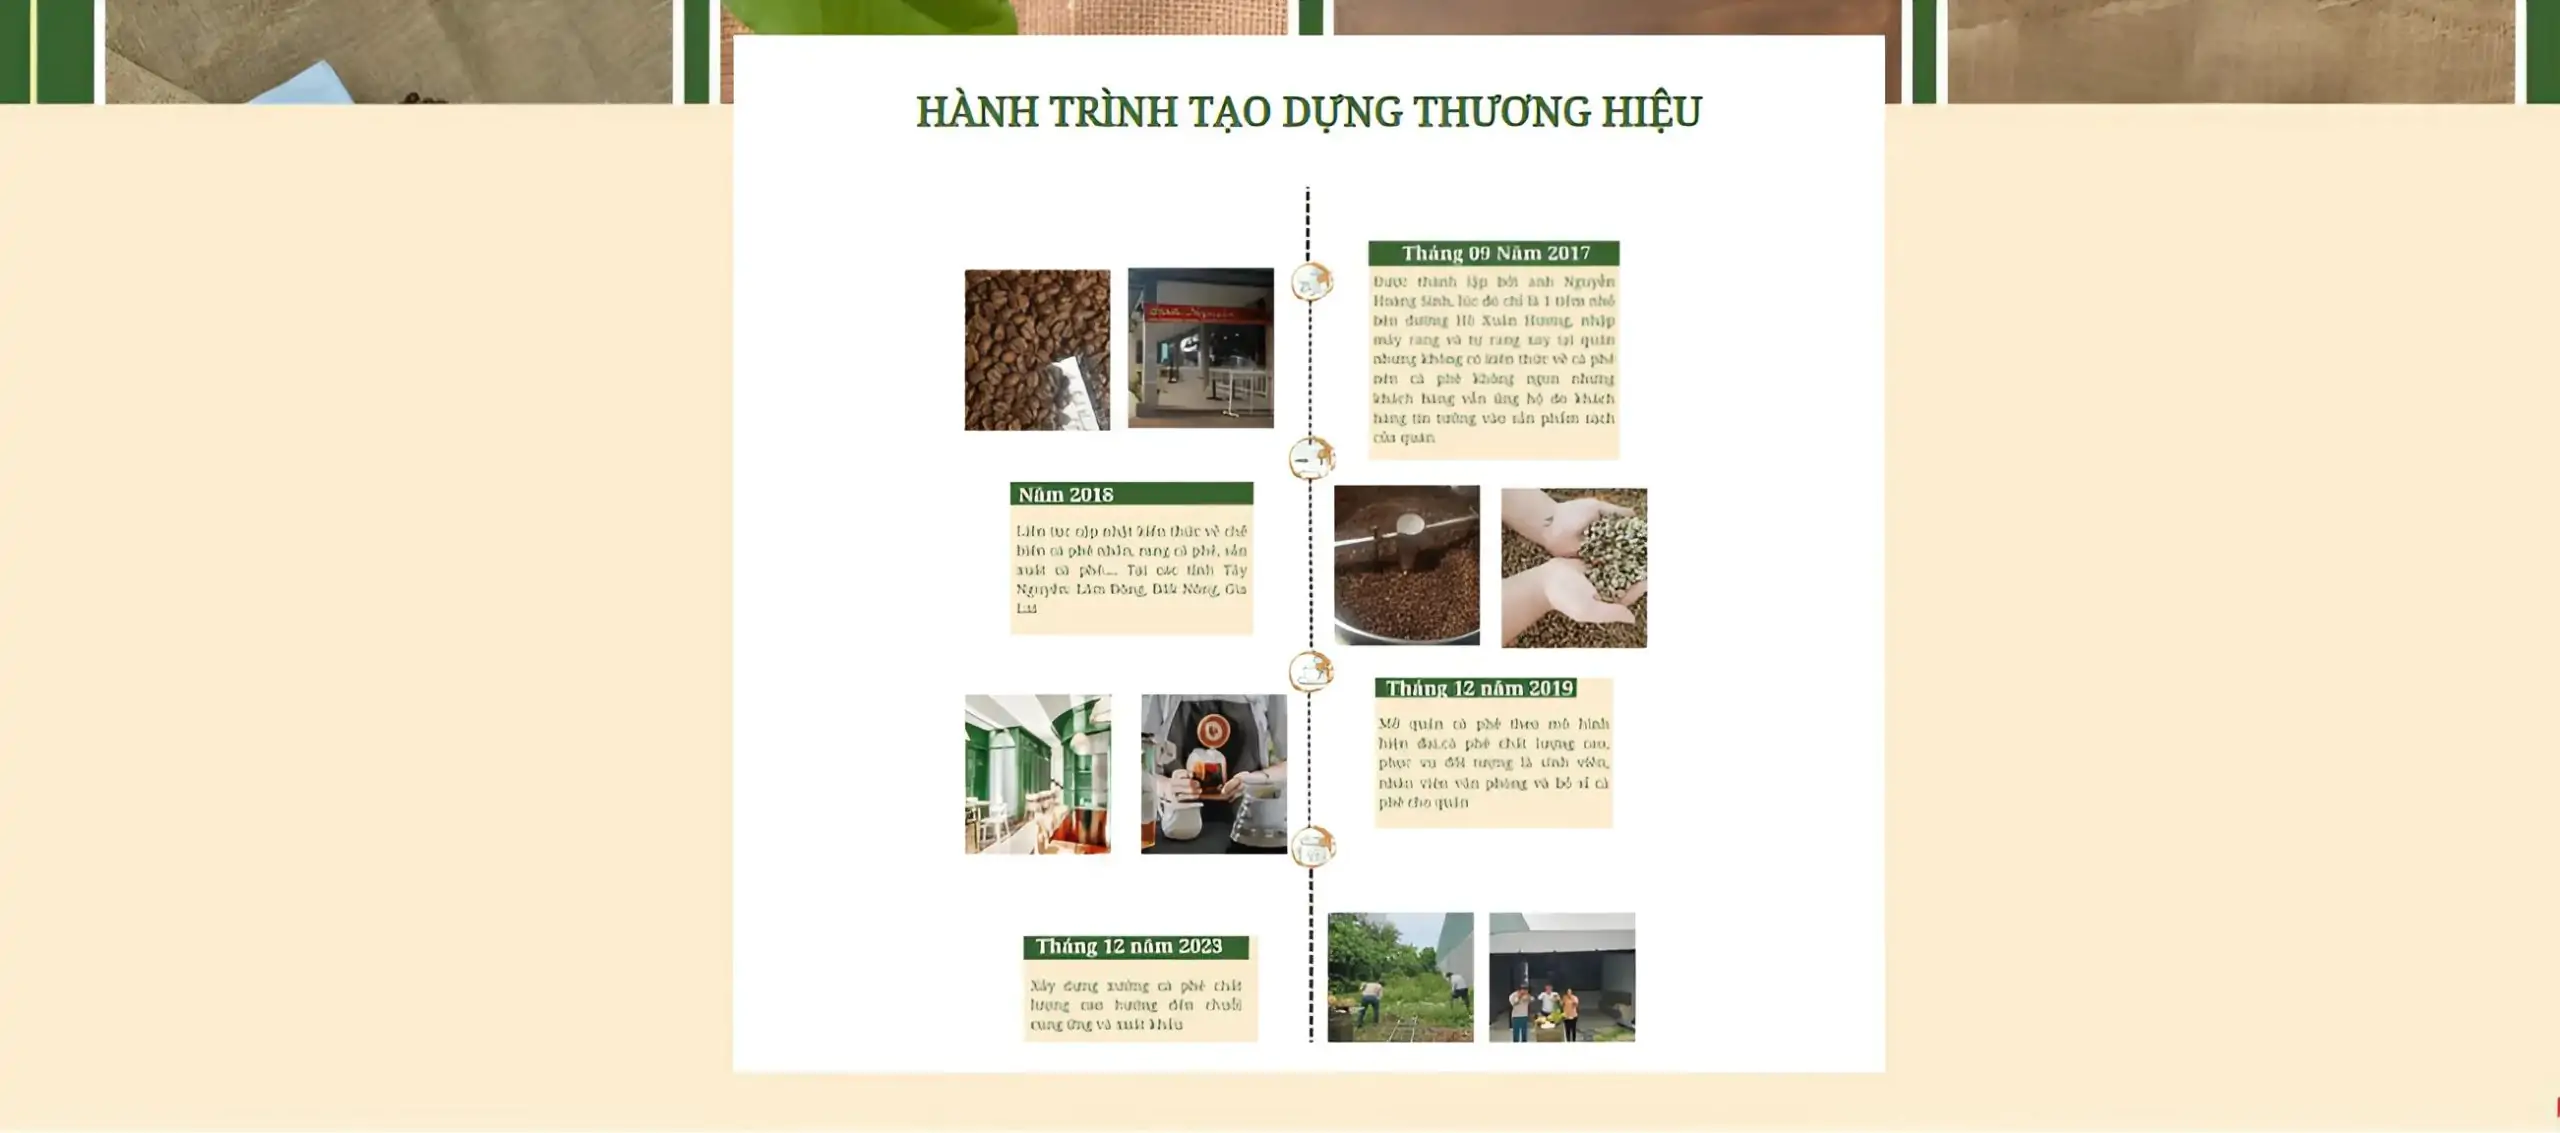 HÀNH TRÌNH TẠO DỰNG THƯƠNG HIỆU
Tháng 09 Năm 2017
Được thành lập bởi anh Nguyễn
Hoàng Sinh, lúc đó chỉ là 1 tiệm nhỏ
bên đường Hồ Xuân Hương, nhập
máy rang và tự rang xay tại quán
nhưng không có kiến thức về cà phê
nên cà phê không ngon nhưng
khách hàng vẫn ủng hộ do khách
hàng tin tưởng vào sản phẩm sạch
của quán
Năm 2018
Liên tục cập nhật kiến thức về chế
biến cà phê nhân, rang cà phê, sản
xuất cà phê... Tại các tỉnh Tây
Nguyên: Lâm Đồng, Đăk Nông, Gia
Lai
Tháng 12 năm 2019
Mở quán cà phê theo mô hình
hiện đại,cà phê chất lượng cao,
phục vụ đối tượng là sinh viên,
nhân viên văn phòng và bỏ sỉ cà
phê cho quán
Tháng 12 năm 2023
Xây dựng xưởng cà phê chất
lượng cao hướng đến chuỗi
cung ứng và xuất khẩu